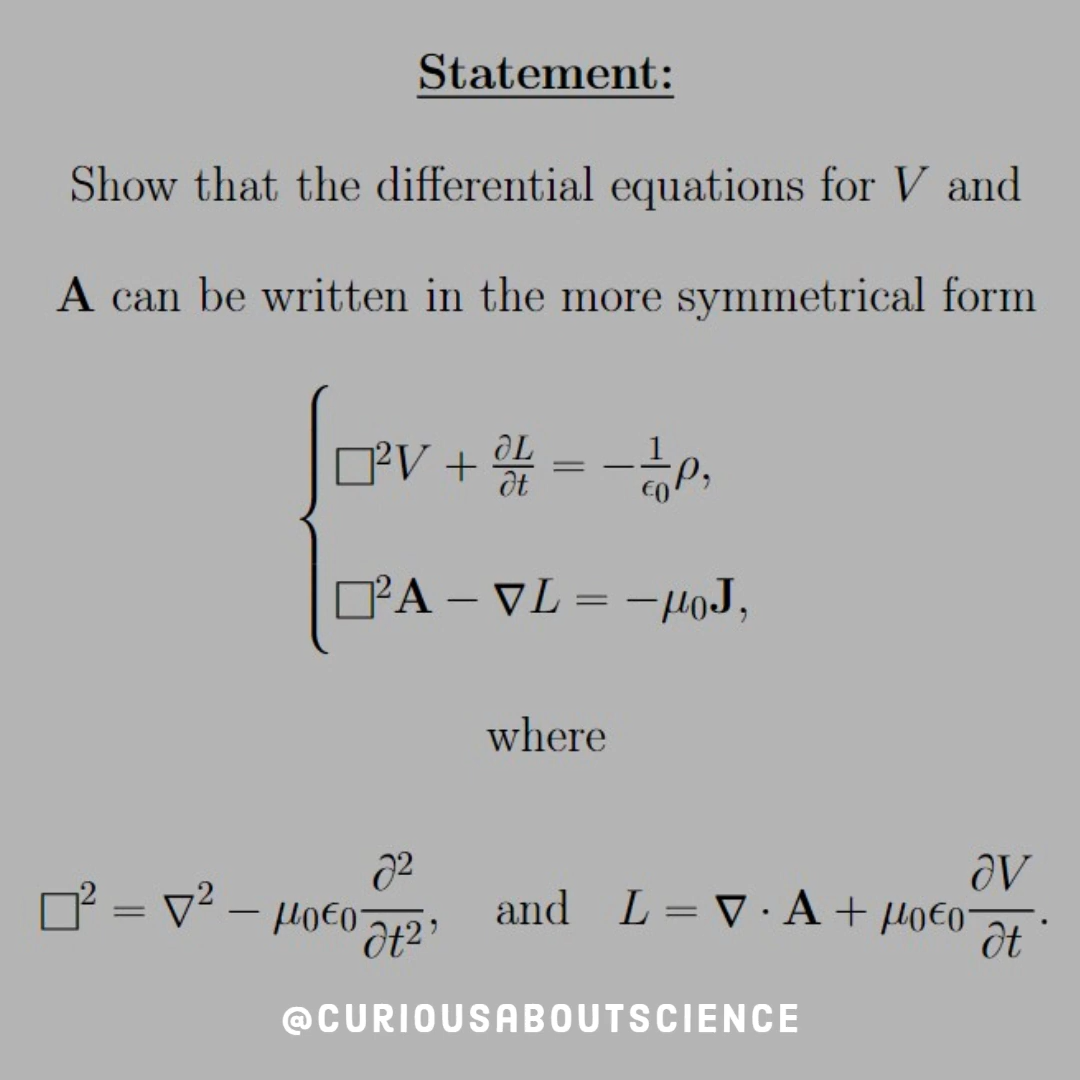 Statement:
Show that the differential equations for V and
A can be written in the more symmetrical form
□²V + ∂L/∂t = −1/ϵ₀ ρ,
□²A − ∇L = −μ₀J,
where
□² = ∇² − μ₀ϵ₀ ∂²/∂t², and L = ∇ · A + μ₀ϵ₀ ∂V/∂t.
@CURIOUSABOUTSCIENCE